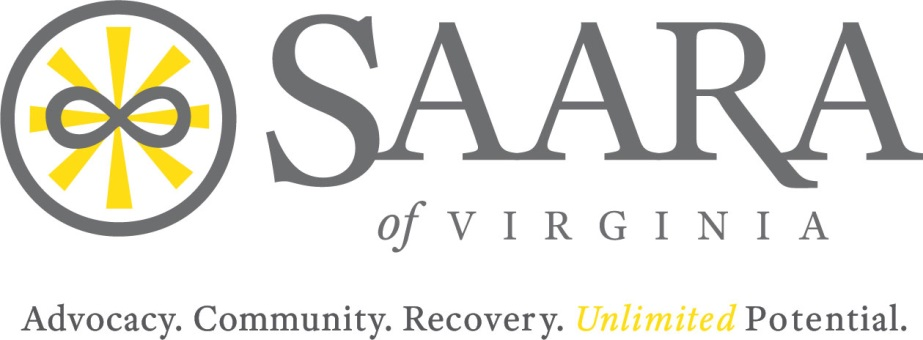 SAARA
of VIRGINIA
Advocacy. Community. Recovery. Unlimited Potential.